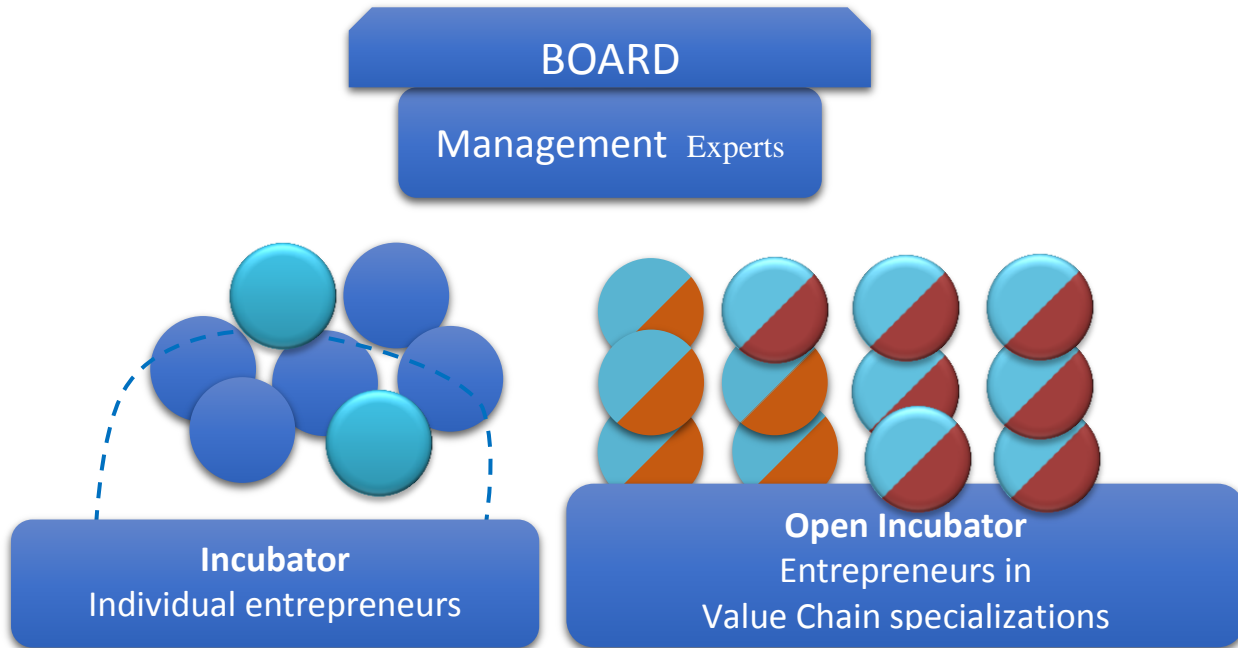 BOARD
Management Experts
Incubator
Individual entrepreneurs
Open Incubator
Entrepreneurs in
Value Chain specializations